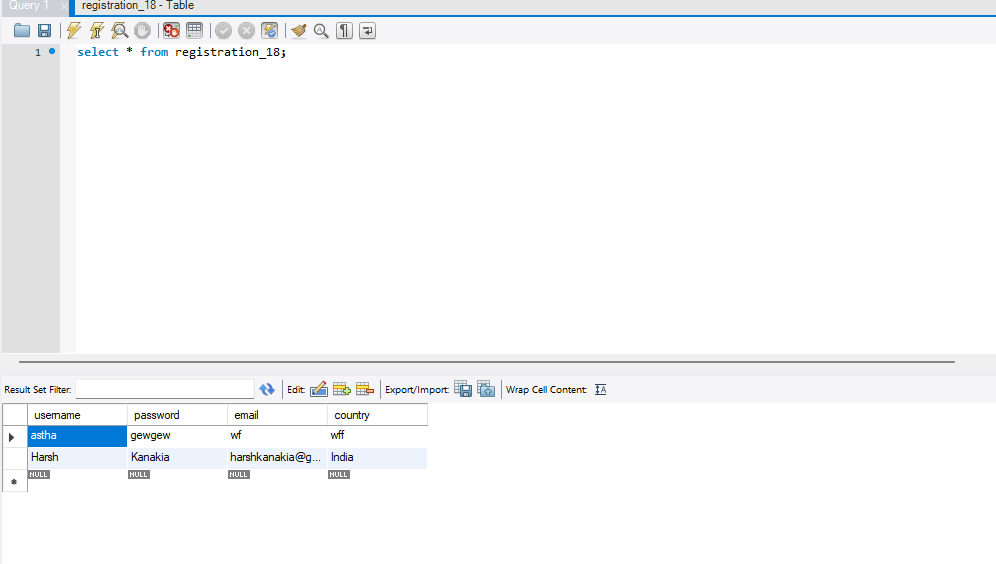 Query 1 registration_18 - Table
1 select * from registration_18;
Result Set Filter: Edit: Export/Import: Wrap Cell Content:
username password email country
astha gewgew wf wff
Harsh Kanakia harshkanakia@g... India
NULL NULL NULL NULL